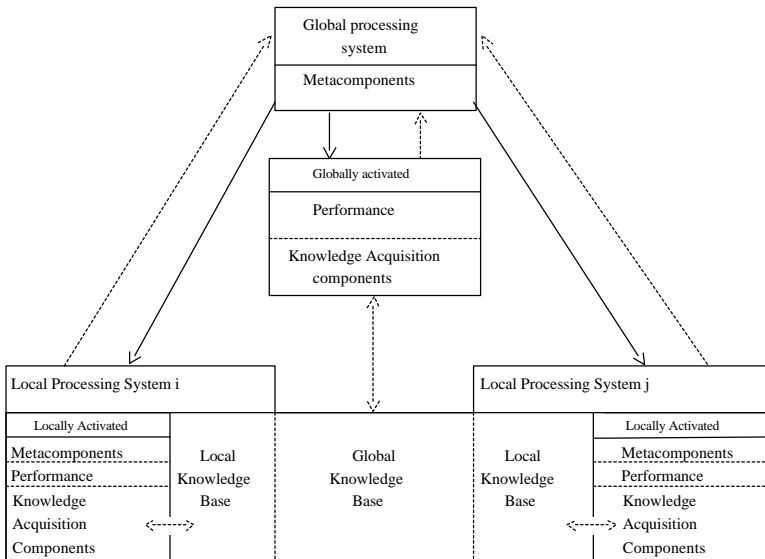 Global processing
system
Metacomponents
Globally activated
Performance
Knowledge Acquisition
components
Local Processing System i
Locally Activated
Metacomponents
Performance
Knowledge
Acquisition
Components
Local
Knowledge
Base
Global
Knowledge
Base
Local Processing System j
Local
Knowledge
Base
Locally Activated
Metacomponents
Performance
Knowledge
Acquisition
Components